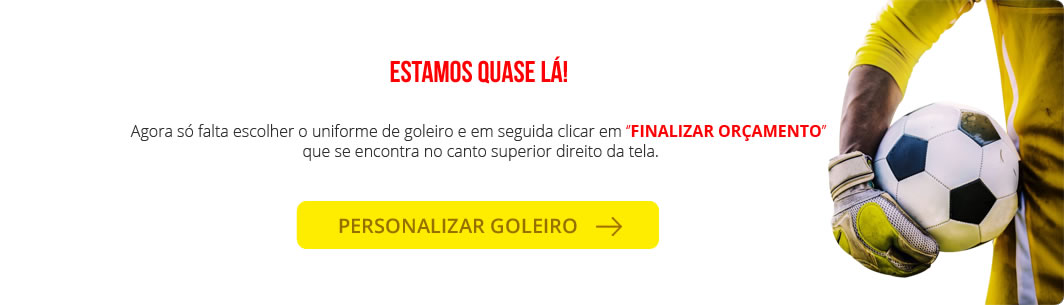 ESTAMOS QUASE LÁ!
Agora só falta escolher o uniforme de goleiro e em seguida clicar em “FINALIZAR ORÇAMENTO”
que se encontra no canto superior direito da tela.
PERSONALIZAR GOLEIRO →